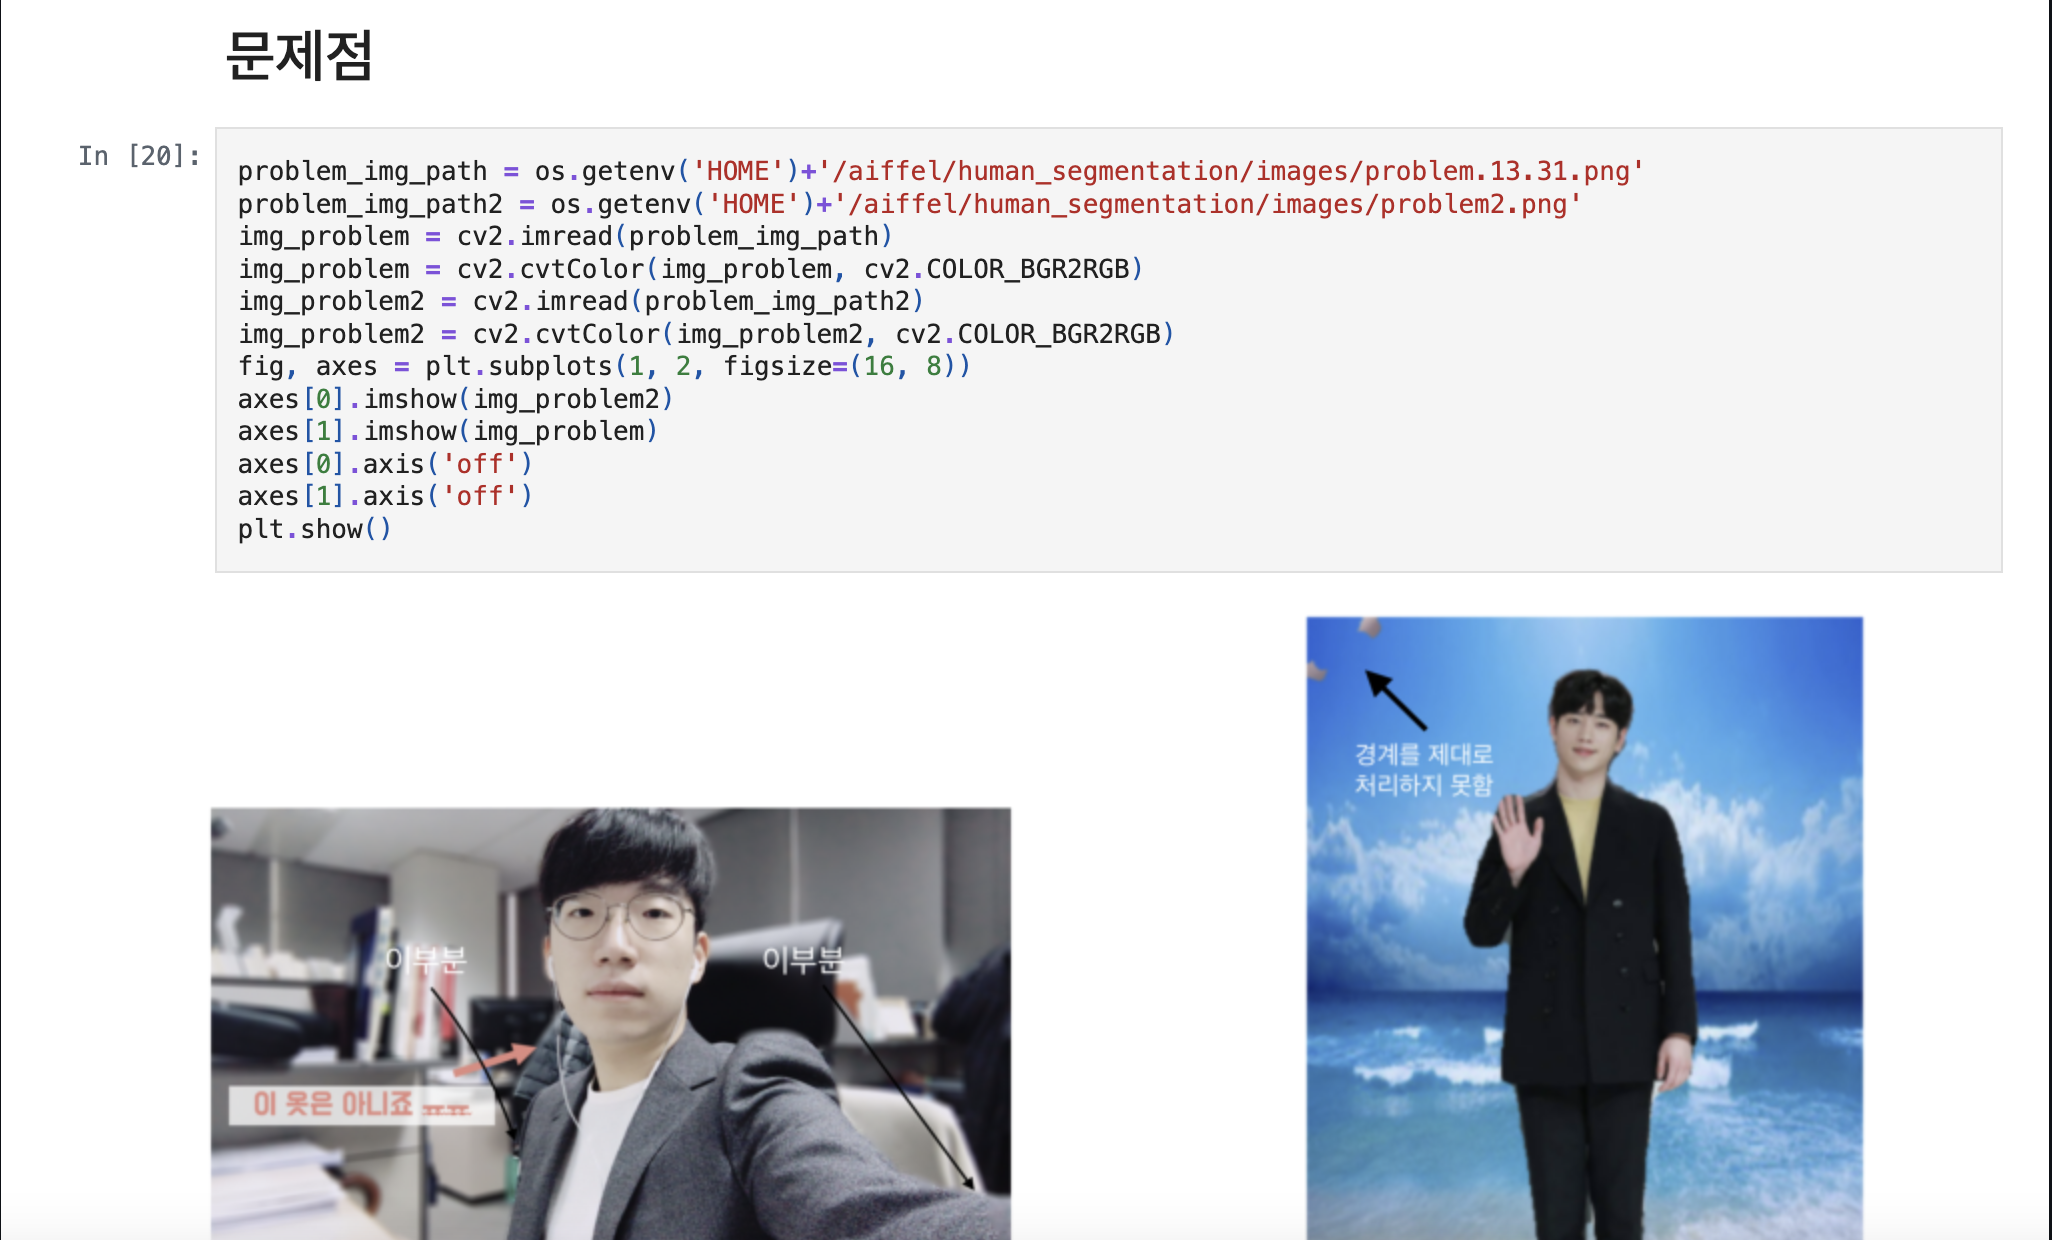 문제점
In [20]:
problem_img_path = os.getenv('HOME')+'/aiffel/human_segmentation/images/problem.13.31.png'
problem_img_path2 = os.getenv('HOME')+'/aiffel/human_segmentation/images/problem2.png'
img_problem = cv2.imread(problem_img_path)
img_problem = cv2.cvtColor(img_problem, cv2.COLOR_BGR2RGB)
img_problem2 = cv2.imread(problem_img_path2)
img_problem2 = cv2.cvtColor(img_problem2, cv2.COLOR_BGR2RGB)
fig, axes = plt.subplots(1, 2, figsize=(16, 8))
axes[0].imshow(img_problem2)
axes[1].imshow(img_problem)
axes[0].axis('off')
axes[1].axis('off')
plt.show()
이부분
이부분
이 옷은 아니죠 ㅠㅠ
경계를 제대로
처리하지 못함